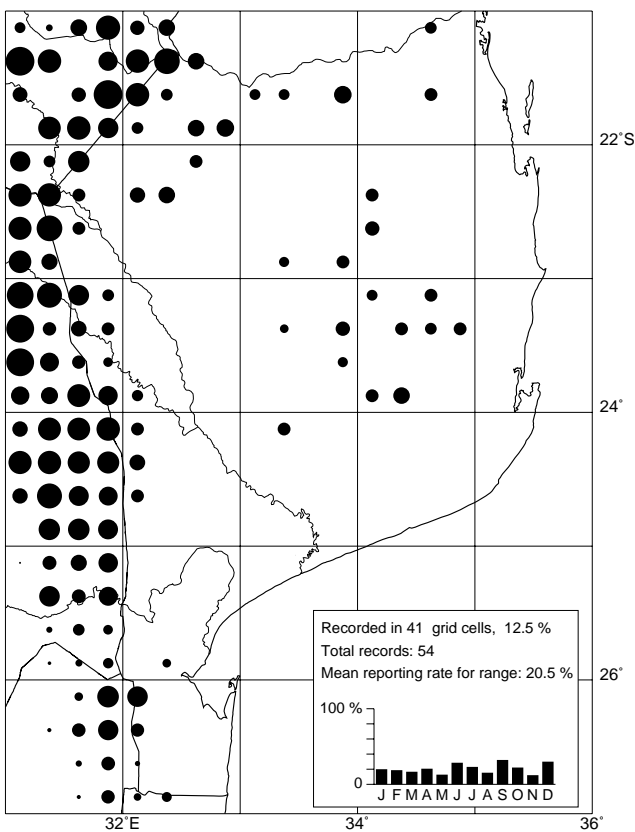 22˚S
24˚
Recorded in 41 grid cells, 12.5 %
Total records: 54
Mean reporting rate for range: 20.5 %
26˚
100 %
0
J F M A M J J A S O N D
32˚E 34˚ 36˚